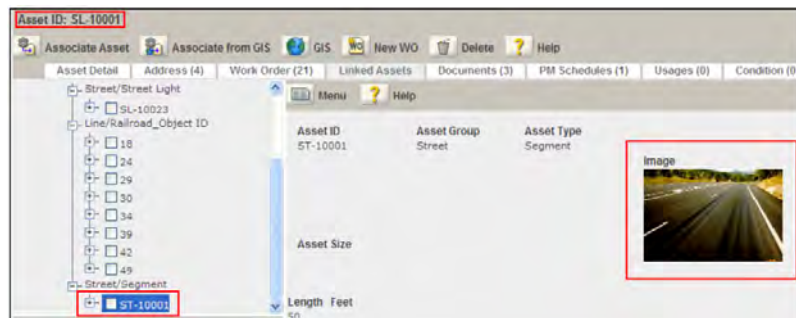 Asset ID: SL-10001
Associate Asset Associate from GIS GIS New WO Delete Help
Asset Detail Address (4) Work Order (21) Linked Assets Documents (3) PM Schedules (1) Usages (0) Condition (0
Street/Street Light
SL-10023
Line/Railroad_Object ID
18
24
29
30
34
39
42
49
Street/Segment
ST-10001
Menu Help
Asset ID Asset Group Asset Type
ST-10001 Street Segment
Image
Asset Size
Length Feet
50